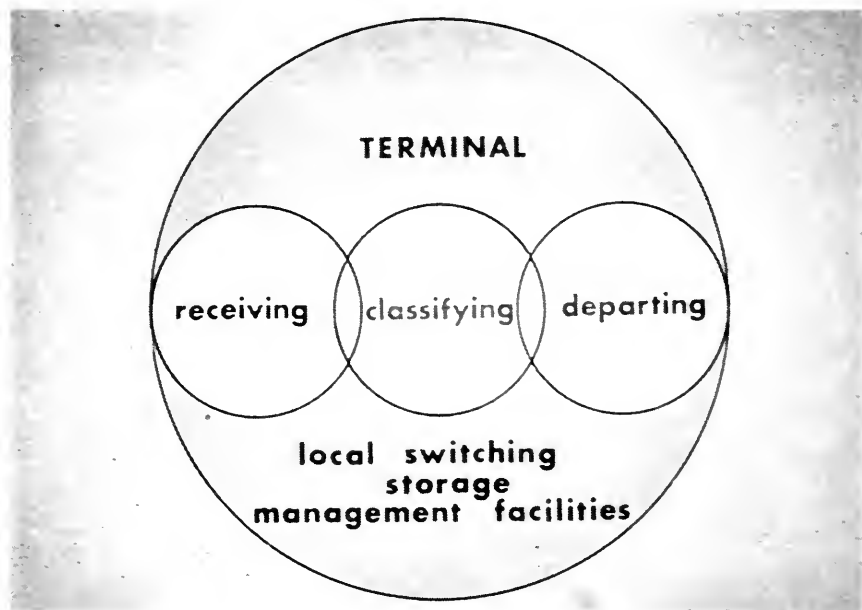 TERMINAL
receiving classifying departing
local switching
storage
management facilities